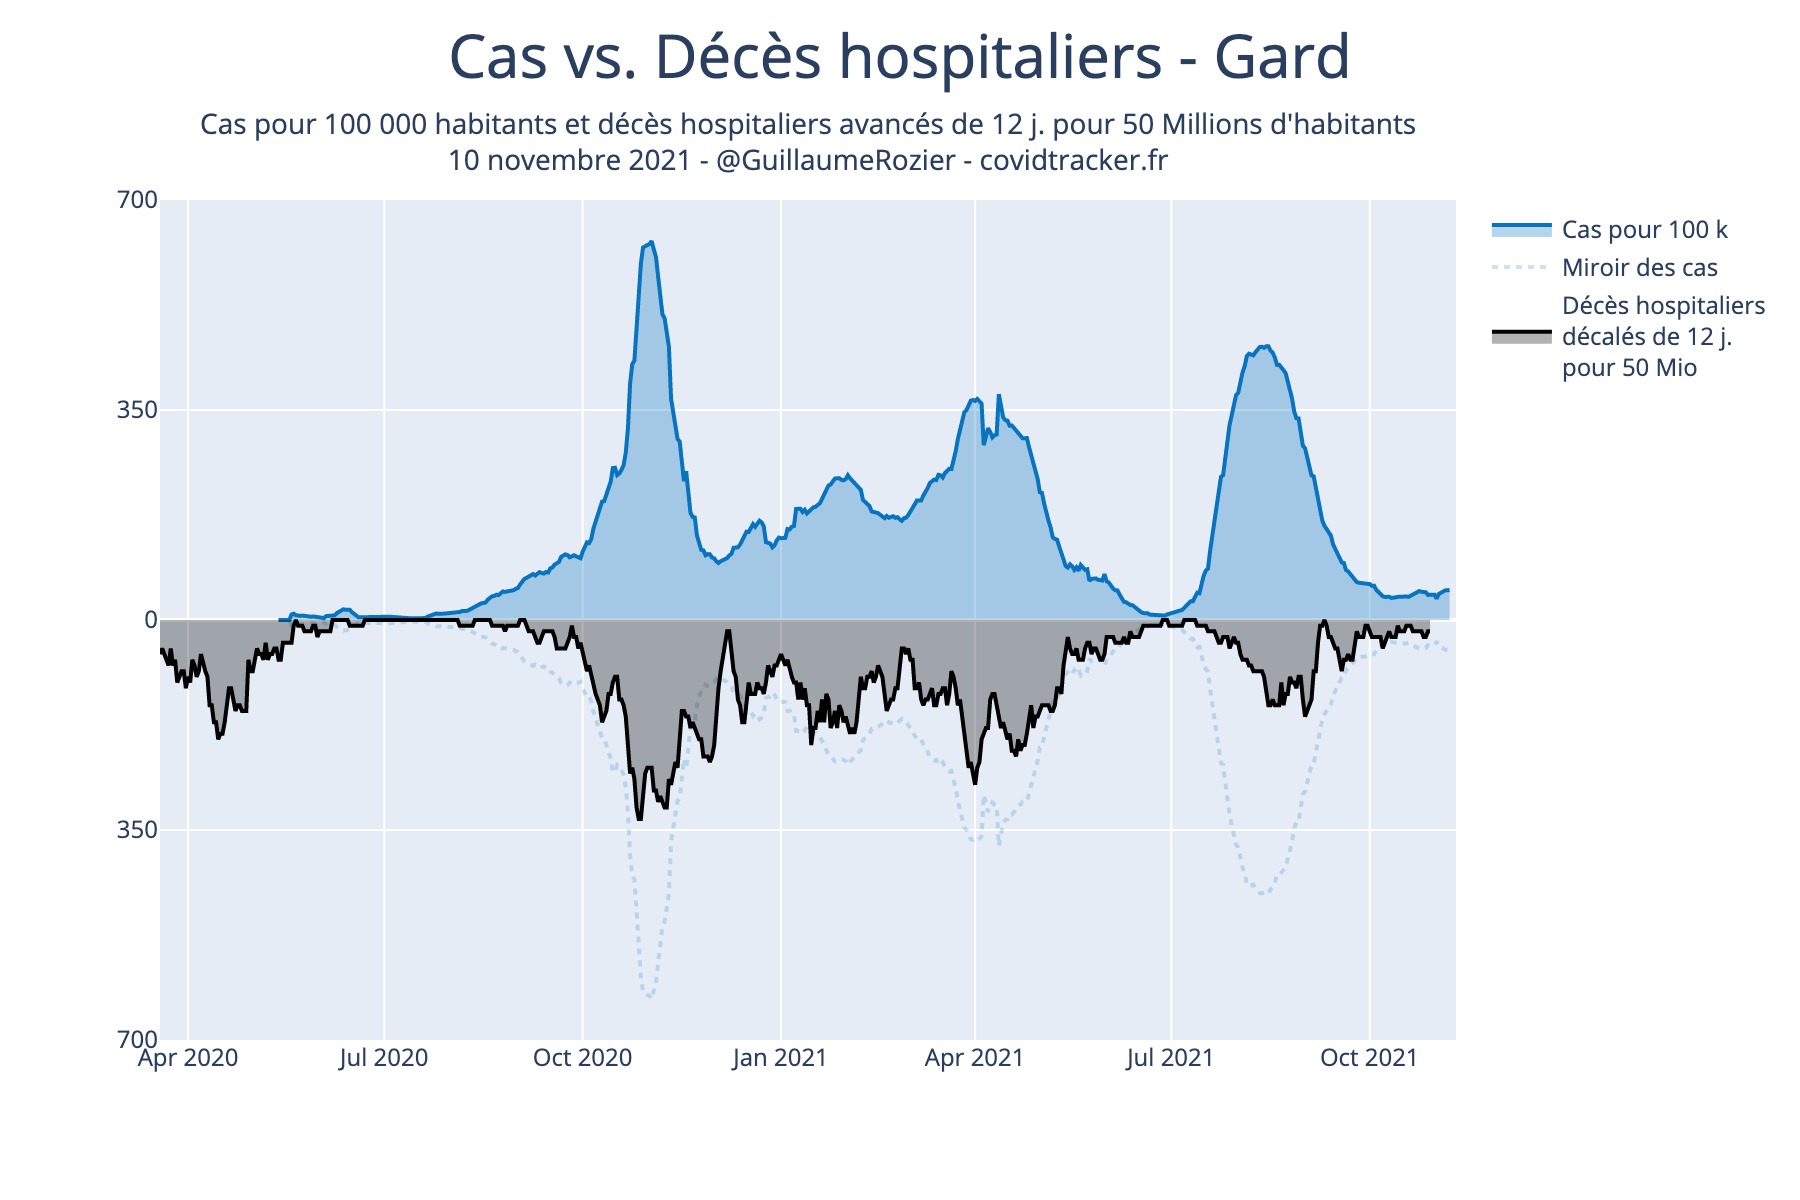 Cas vs. Décès hospitaliers - Gard
Cas pour 100 000 habitants et décès hospitaliers avancés de 12 j. pour 50 Millions d'habitants
10 novembre 2021 - @GuillaumeRozier - covidtracker.fr
700
350
0
350
700
Apr 2020
Jul 2020
Oct 2020
Jan 2021
Apr 2021
Jul 2021
Oct 2021
Cas pour 100 k
Miroir des cas
Décès hospitaliers
décalés de 12 j.
pour 50 Mio